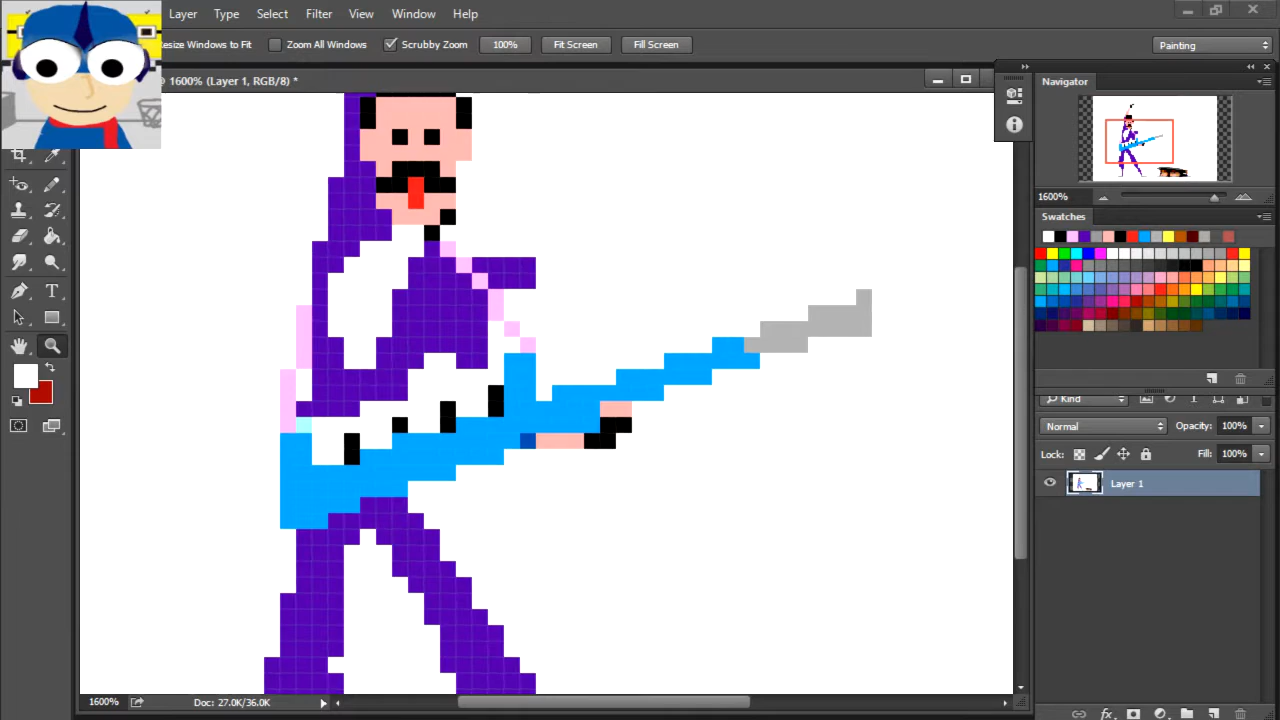 Layer Type Select Filter View Window Help
esize Windows to Fit Zoom All Windows Scrubby Zoom 100% Fit Screen Fill Screen Painting
1600% (Layer 1, RGB/8) *
Navigator
1600%
Swatches
Kind
Normal Opacity: 100%
Lock: Fill: 100%
Layer 1
T
1600% Doc: 27.0K/36.0K
fx